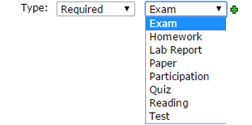 Type: Required Exam
Exam
Homework
Lab Report
Paper
Participation
Quiz
Reading
Test